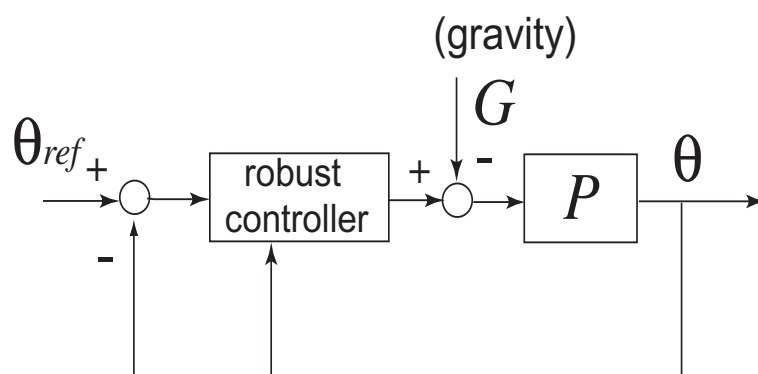 (gravity)
G
θref
+
robust
controller
+
-
P
θ
-